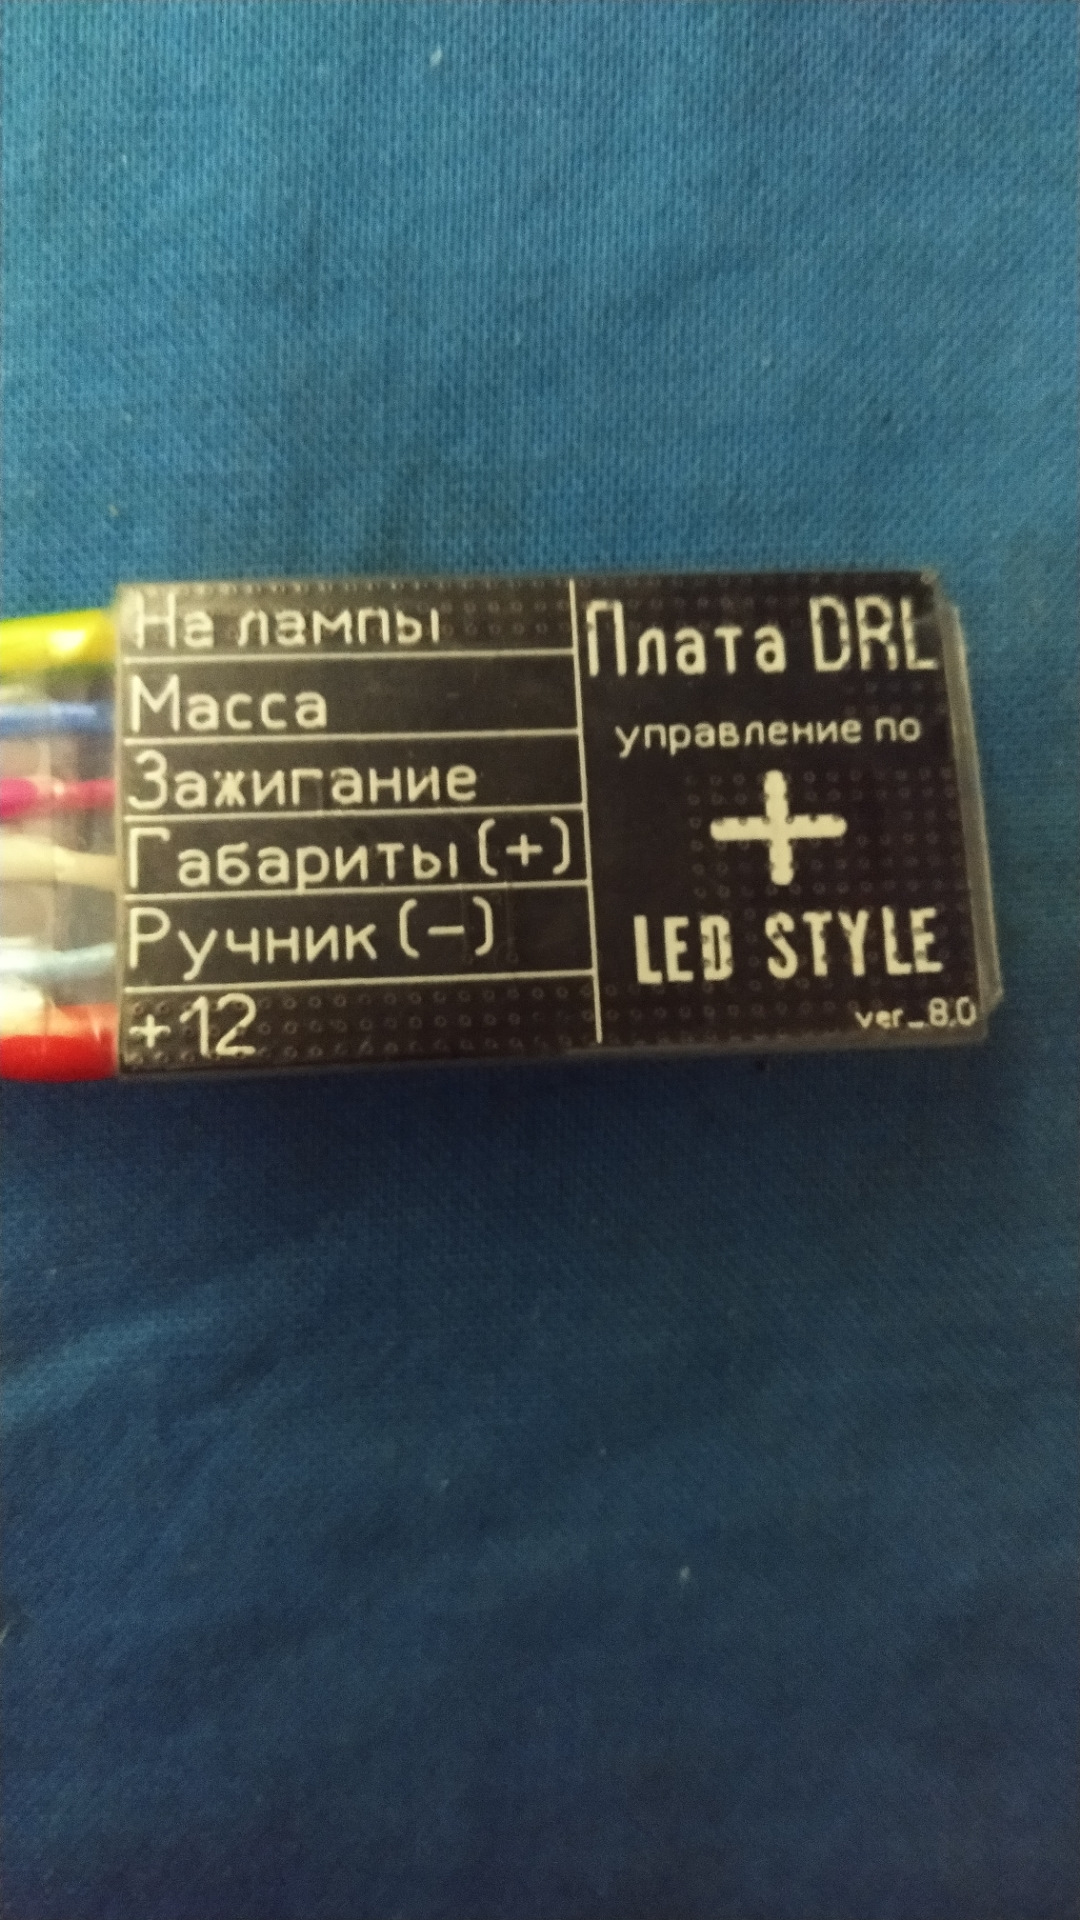 На лампы
Масса
Зажигание
Габариты (+)
Ручник (-)
+12
Плата DRL
управление по
+
LED STYLE
ver_8.0